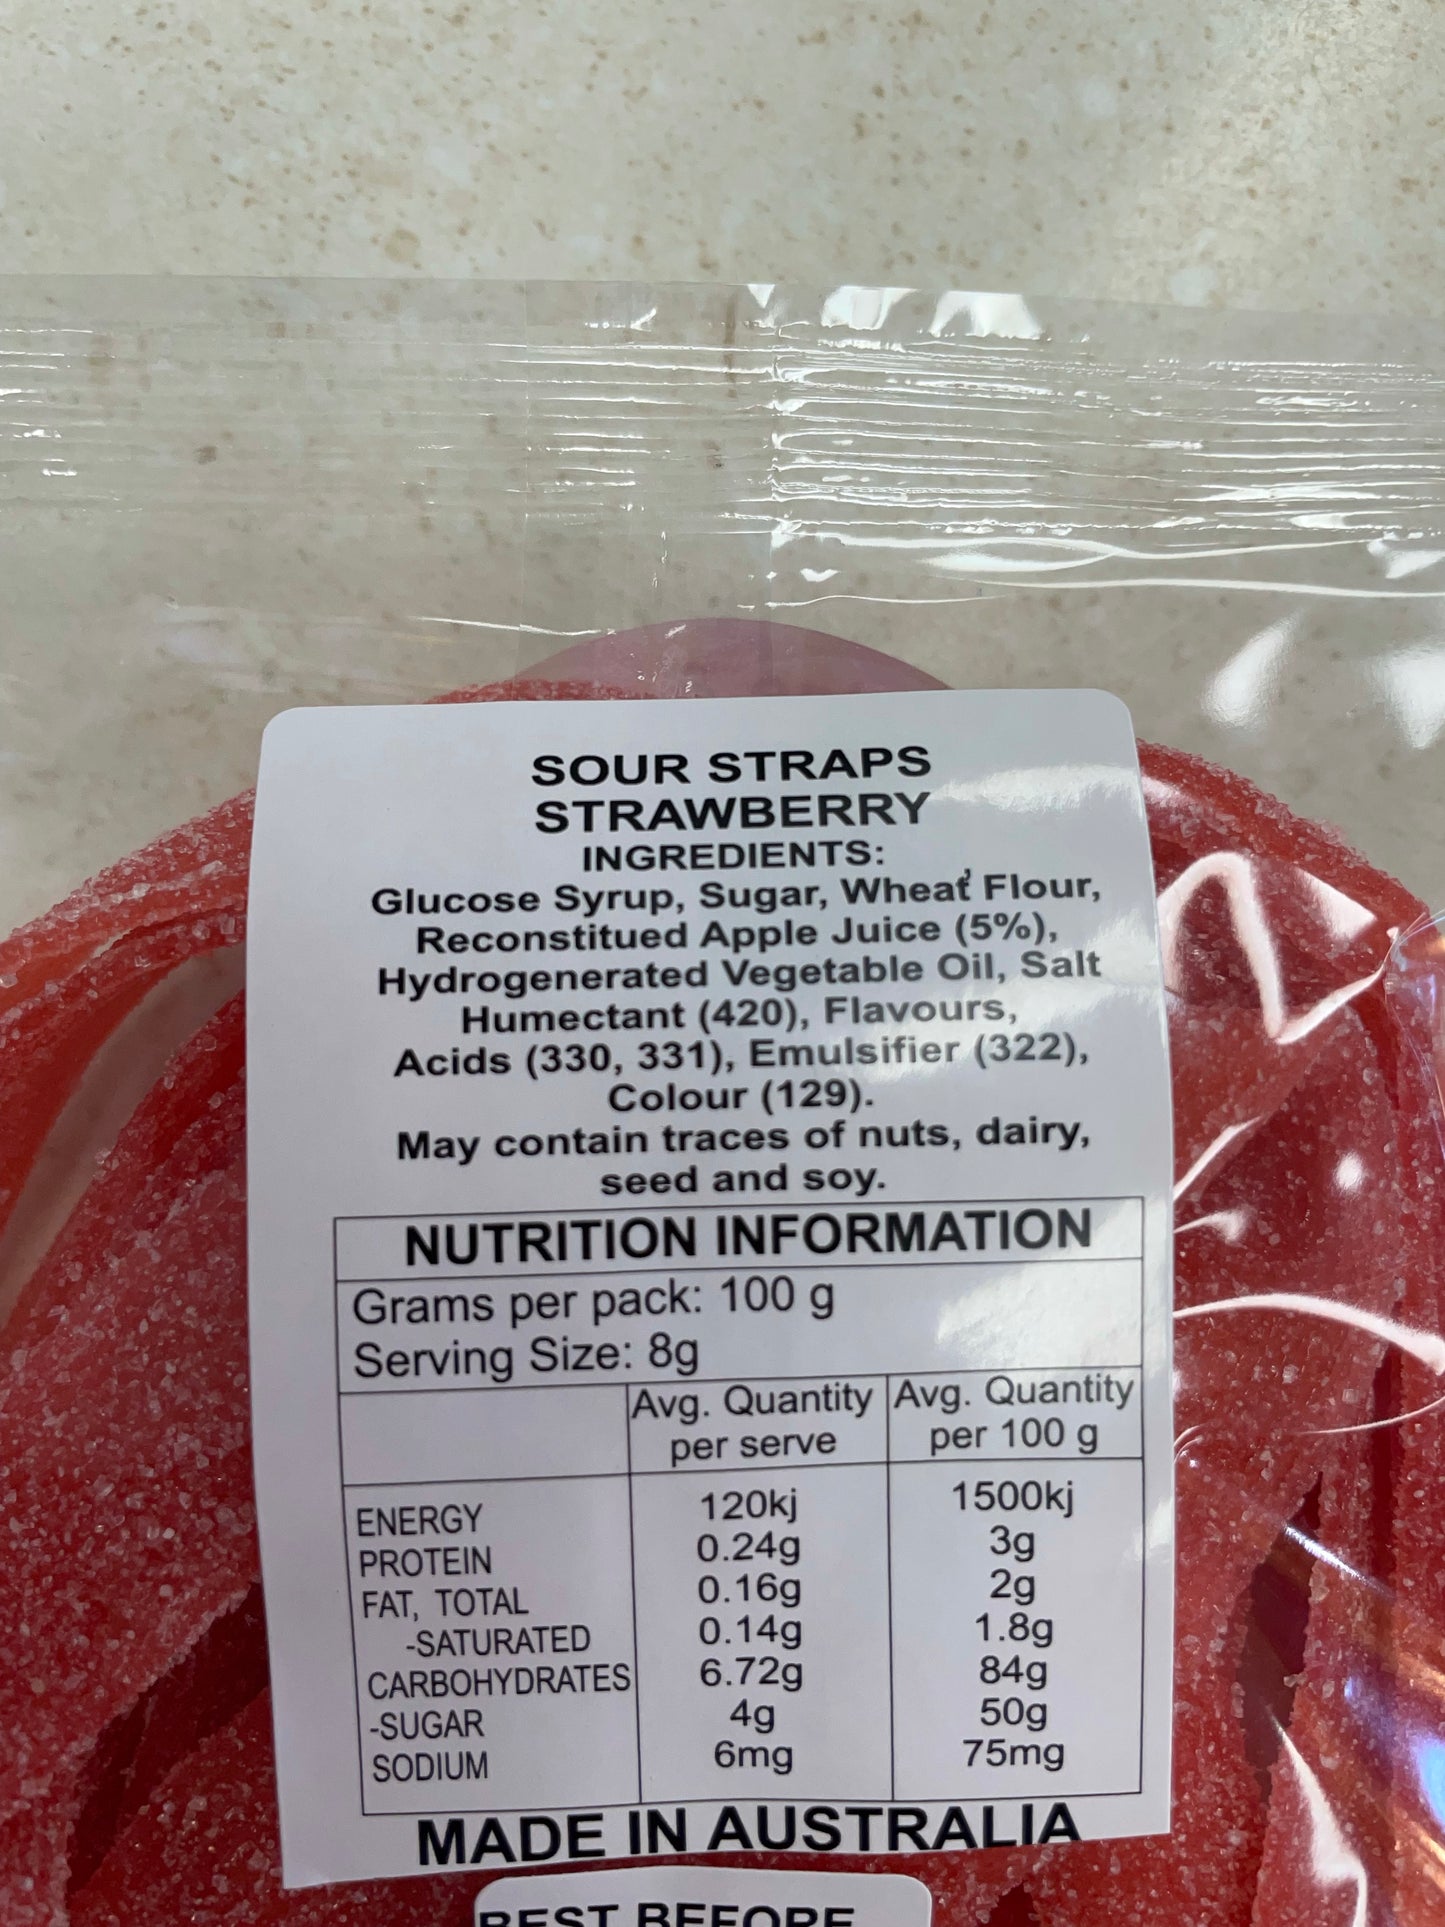 SOUR STRAPS
STRAWBERRY
INGREDIENTS:
Glucose Syrup, Sugar, Wheat Flour,
Reconstitued Apple Juice (5%),
Hydrogenerated Vegetable Oil, Salt
Humectant (420), Flavours,
Acids (330, 331), Emulsifier (322),
Colour (129).
May contain traces of nuts, dairy,
seed and soy.
NUTRITION INFORMATION
Grams per pack: 100 g
Serving Size: 8g
Avg. Quantity per serve Avg. Quantity per 100 g
ENERGY 120kj 1500kj
PROTEIN 0.24g 3g
FAT, TOTAL 0.16g 2g
-SATURATED 0.14g 1.8g
CARBOHYDRATES 6.72g 84g
-SUGAR 4g 50g
SODIUM 6mg 75mg
MADE IN AUSTRALIA
BEST BEFORE